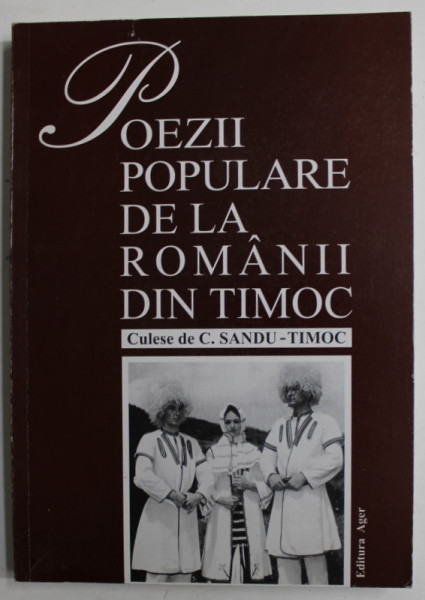 POEZII
POPULARE
DE LA
ROMÂNII
DIN TIMOC
Culese de C. SANDU-TIMOC
Editura Ager